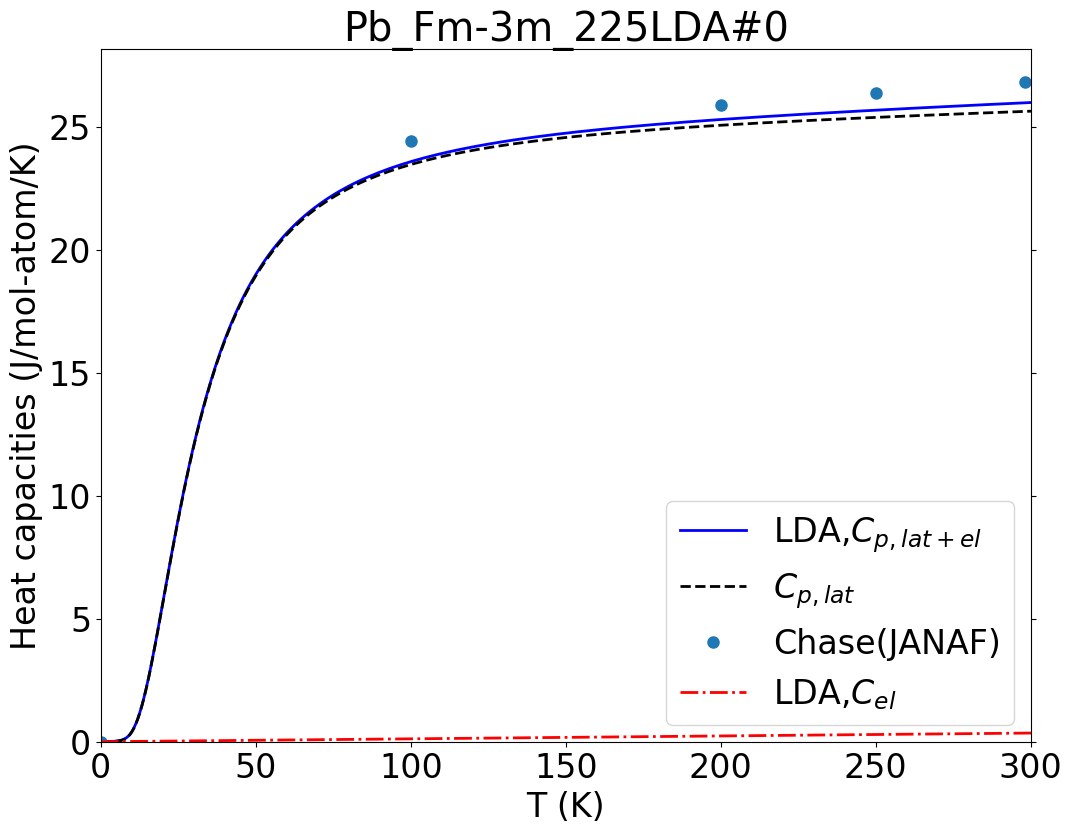 Pb_Fm-3m_225LDA#0
Heat capacities (J/mol-atom/K)
25
20
15
10
5
0
0 50 100 150 200 250 300
T (K)
LDA,C_{p,lat+el}
C_{p,lat}
Chase(JANAF)
LDA,C_{el}